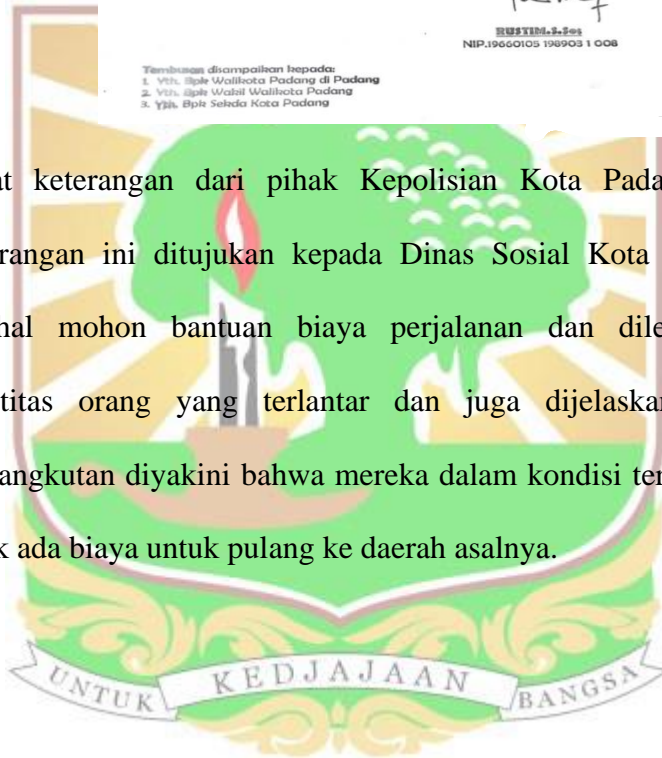 RUSTIM.S.Sos
NIP.19660105 198903 1 008
Tembusan disampaikan kepada:
1. Yth. Bpk Walikota Padang di Padang
2. Yth. Bpk Wakil Walikota Padang
3. Yth. Bpk Sekda Kota Padang
at keterangan dari pihak Kepolisian Kota Pada
rangan ini ditujukan kepada Dinas Sosial Kota
nal mohon bantuan biaya perjalanan dan dile
titas orang yang terlantar dan juga dijelaskar
angkutan diyakini bahwa mereka dalam kondisi ter
k ada biaya untuk pulang ke daerah asalnya.
UNTUK KEDJAJAAN BANGSA